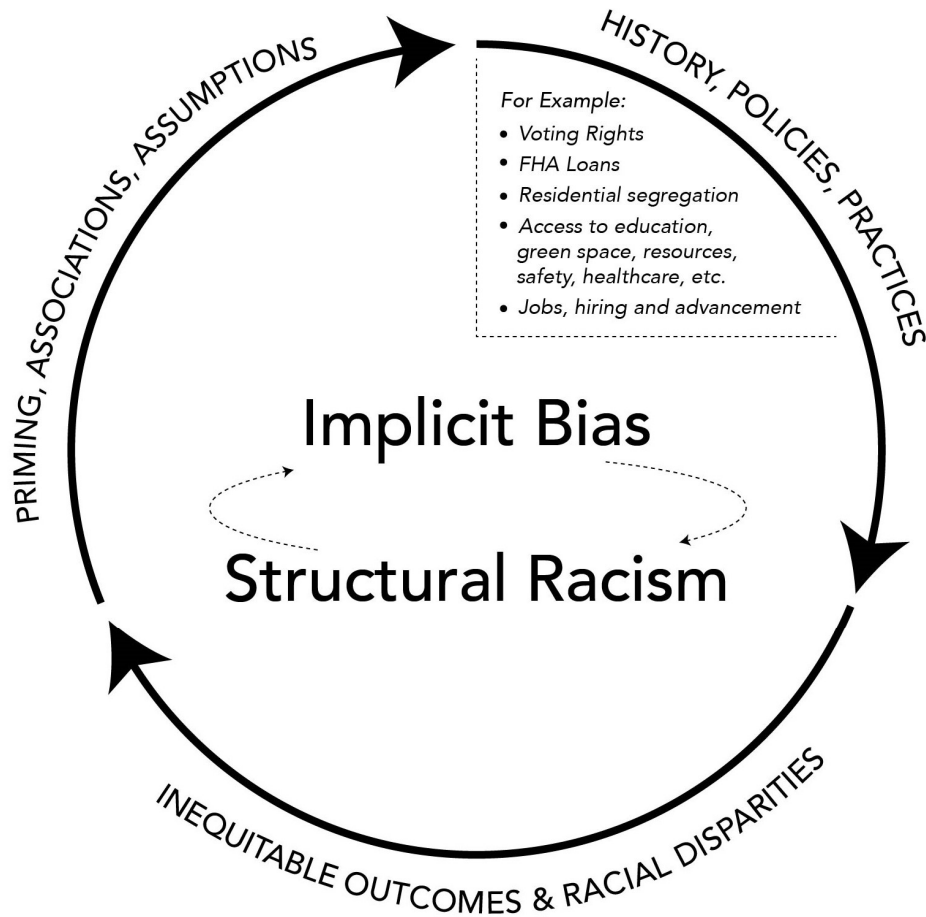 HISTORY, POLICIES, PRACTICES
For Example:
• Voting Rights
• FHA Loans
• Residential segregation
• Access to education,
green space, resources,
safety, healthcare, etc.
• Jobs, hiring and advancement
PRIMING, ASSOCIATIONS, ASSUMPTIONS
Implicit Bias
Structural Racism
INEQUITABLE OUTCOMES & RACIAL DISPARITIES